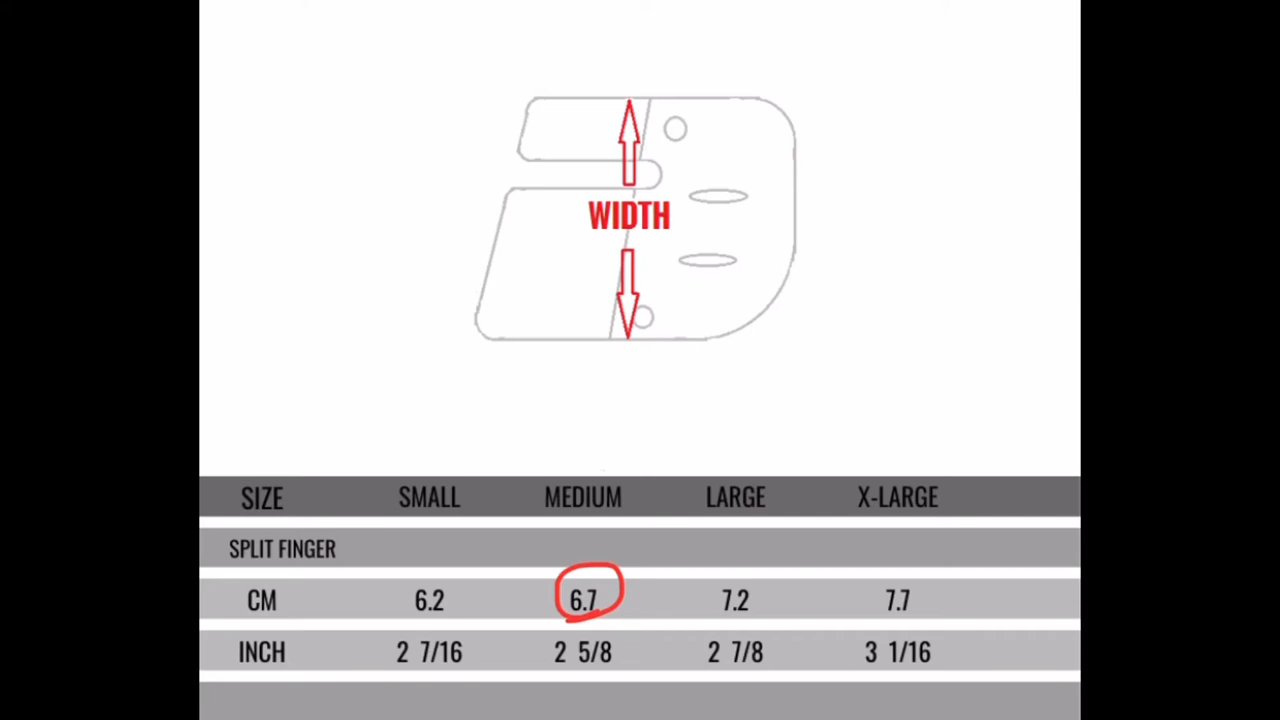 WIDTH
SIZE SMALL MEDIUM LARGE X-LARGE
SPLIT FINGER
CM 6.2 6.7 7.2 7.7
INCH 2 7/16 2 5/8 2 7/8 3 1/16